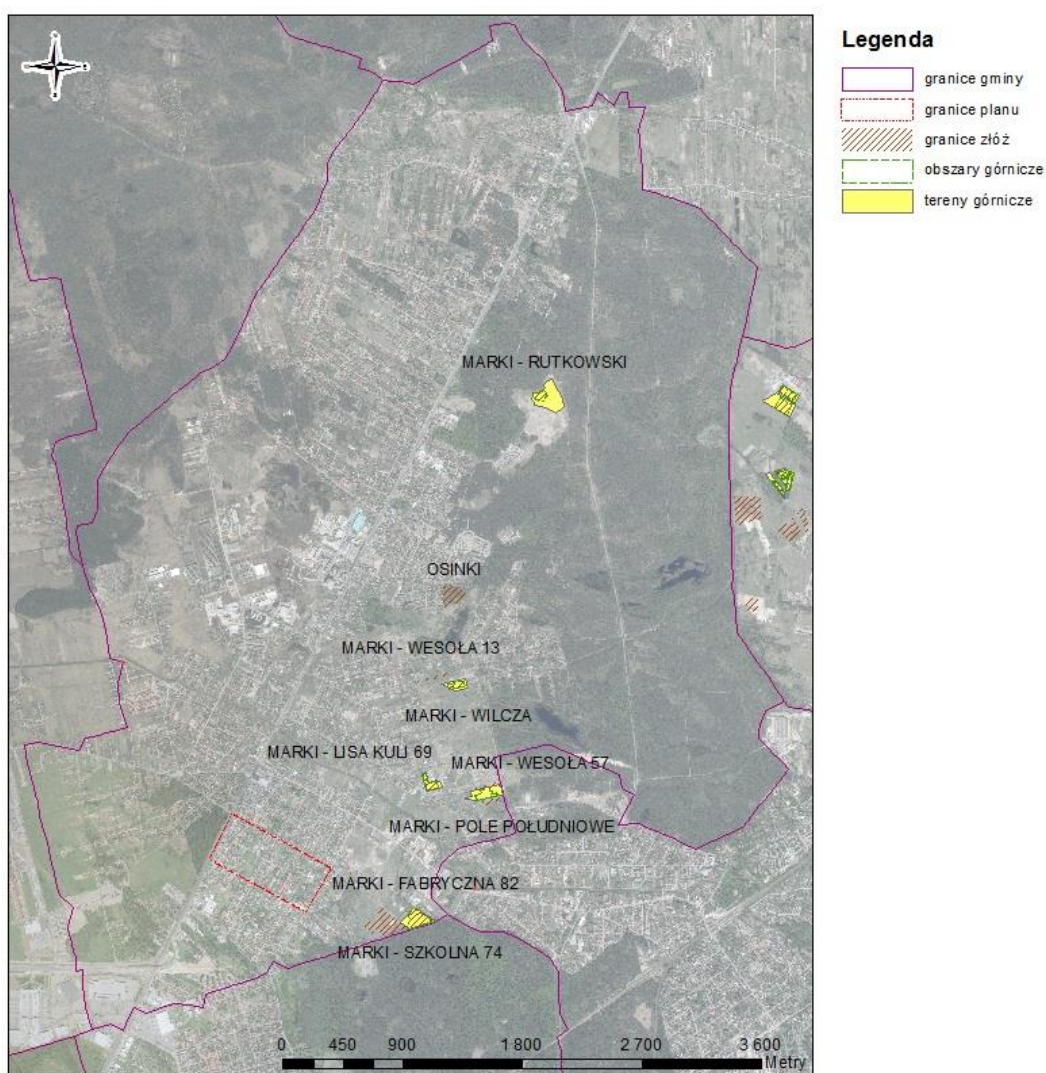 Legenda
granice gminy
granice planu
granice złóż
obszary górnicze
tereny górnicze
MARKI - RUTKOWSKI
OSINKI
MARKI - WESOŁA 13
MARKI - WILCZA
MARKI - LISA KULI 69
MARKI - WESOŁA 57
MARKI - POLE POŁUDNIOWE
MARKI - FABRYCZNA 82
MARKI - SZKOLNA 74
0 450 900 1 800 2 700 3 600
Metry